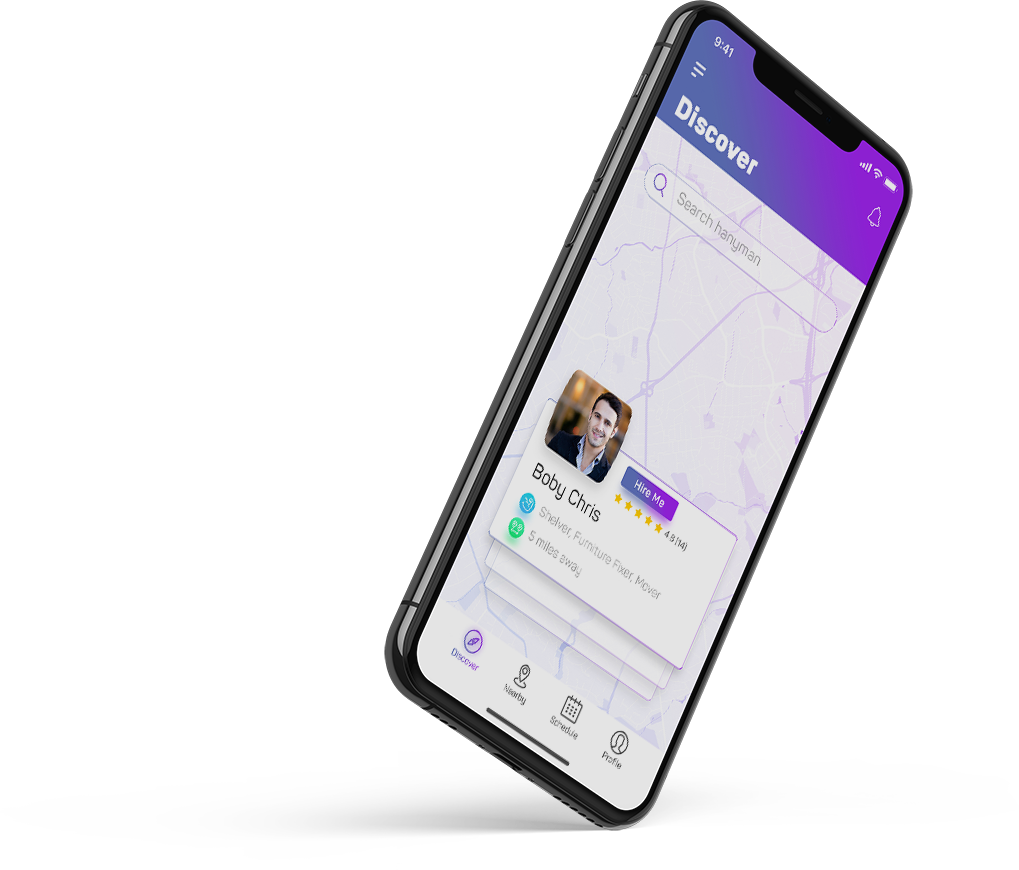 9:41
Discover
Search hanyman
Hire Me
4.9 (14)
Boby Chris
Shelver, Furniture Fixer, Mover
5 miles away
Discover
Nearby
Schedule
Profile